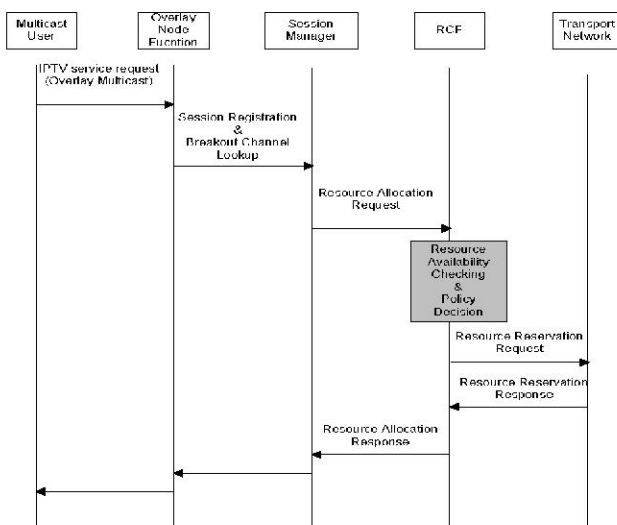 Multicast
User
Overlay
Node
Fucntion
Session
Manager
RCF
Transport
Network
IPTV service request
(Overlay Multicast)
Session Registration
&
Breakout Channel
Lookup
Resource Allocation
Request
Resource
Availability
Checking
&
Policy
Decision
Resource Reservation
Request
Resource Reservation
Response
Resource Allocation
Response